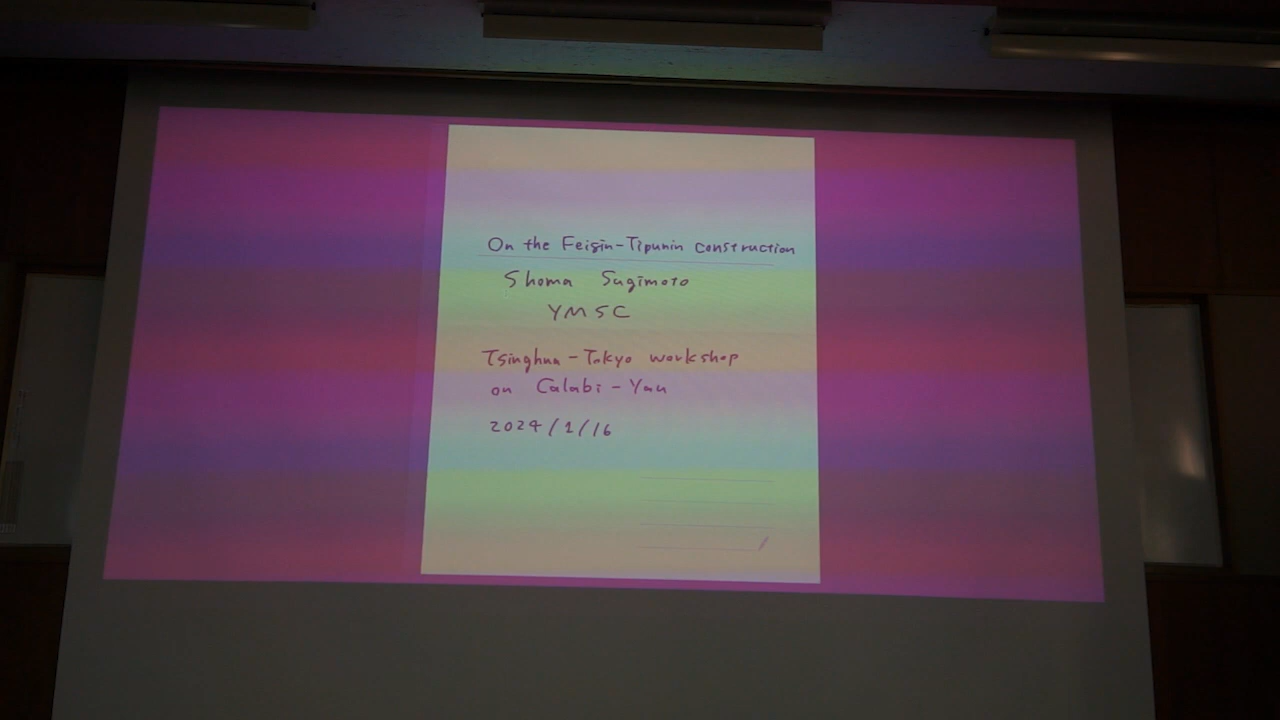 On the Feigin-Tipunin construction
Shoma Sugimoto
YMSC
Tsinghua - Tokyo workshop
on Calabi - Yau
2024/1/16